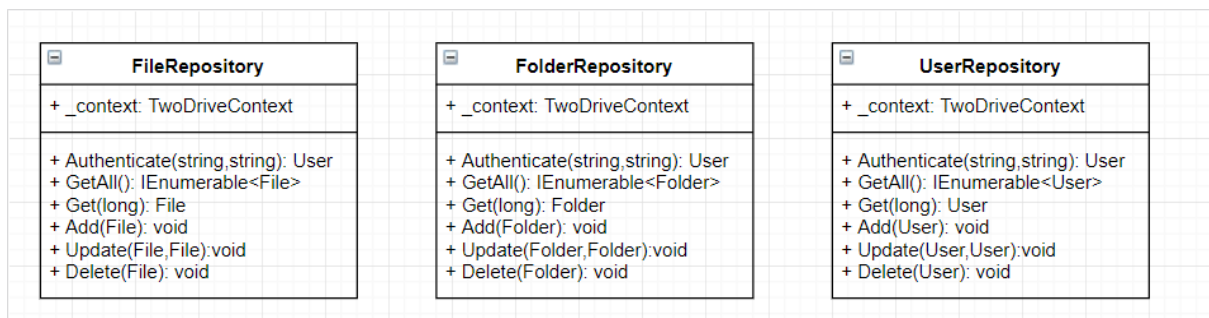 FileRepository
+ _context: TwoDriveContext
+ Authenticate(string,string): User
+ GetAll(): IEnumerable<File>
+ Get(long): File
+ Add(File): void
+ Update(File,File):void
+ Delete(File): void
FolderRepository
+ _context: TwoDriveContext
+ Authenticate(string,string): User
+ GetAll(): IEnumerable<Folder>
+ Get(long): Folder
+ Add(Folder): void
+ Update(Folder,Folder):void
+ Delete(Folder): void
UserRepository
+ _context: TwoDriveContext
+ Authenticate(string,string): User
+ GetAll(): IEnumerable<User>
+ Get(long): User
+ Add(User): void
+ Update(User,User):void
+ Delete(User): void